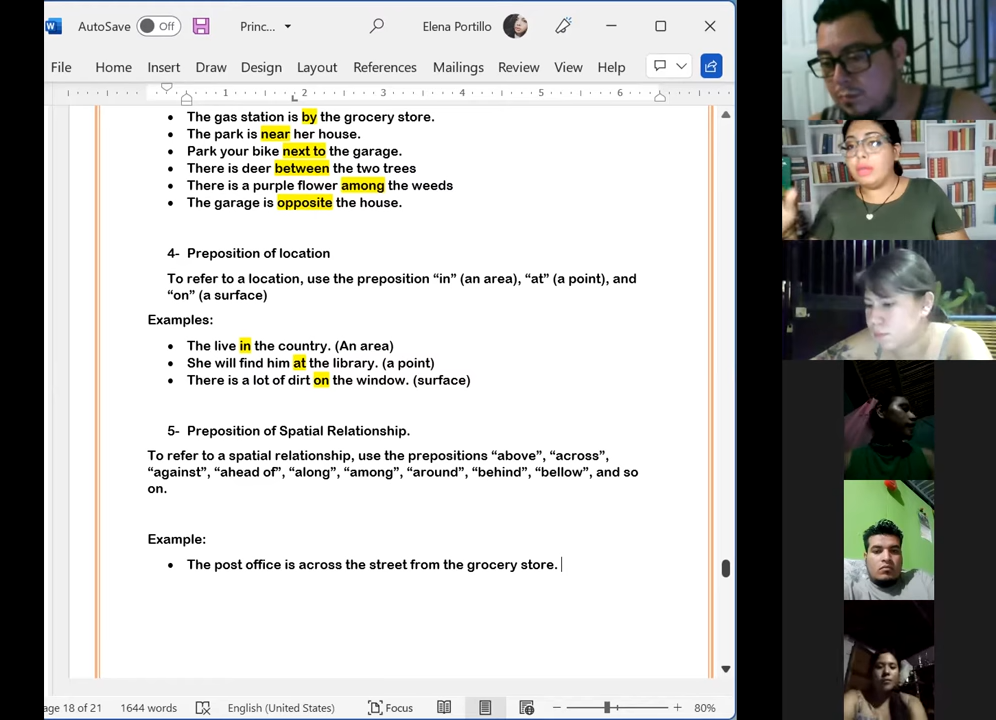 AutoSave Off Princ... Elena Portillo
File Home Insert Draw Design Layout References Mailings Review View Help
1 2 3 4 5 6
• The gas station is by the grocery store.
• The park is near her house.
• Park your bike next to the garage.
• There is deer between the two trees
• There is a purple flower among the weeds
• The garage is opposite the house.
4- Preposition of location
To refer to a location, use the preposition “in” (an area), “at” (a point), and
“on” (a surface)
Examples:
• The live in the country. (An area)
• She will find him at the library. (a point)
• There is a lot of dirt on the window. (surface)
5- Preposition of Spatial Relationship.
To refer to a spatial relationship, use the prepositions “above”, “across”,
“against”, “ahead of”, “along”, “among”, “around”, “behind”, “bellow”, and so
on.
Example:
• The post office is across the street from the grocery store.
age 18 of 21 1644 words English (United States) Focus 80%